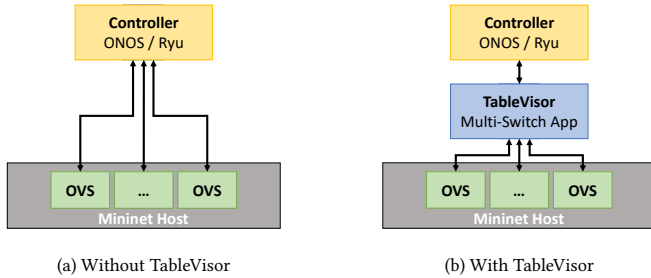 Controller
ONOS / Ryu
OVS
...
OVS
Mininet Host
(a) Without TableVisor
Controller
ONOS / Ryu
TableVisor
Multi-Switch App
OVS
...
OVS
Mininet Host
(b) With TableVisor